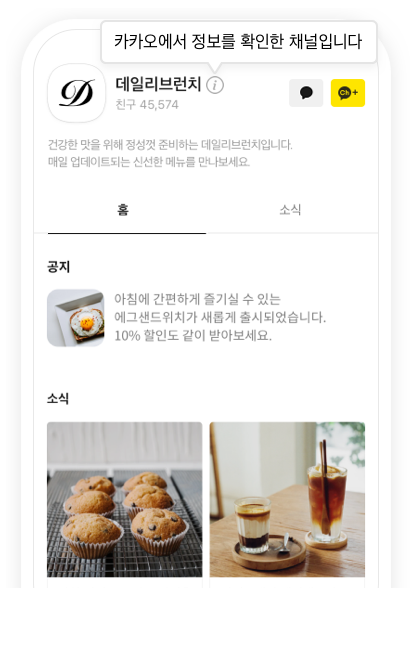 카카오에서 정보를 확인한 채널입니다
D
데일리브런치 i
친구 45,574
Ch+
건강한 맛을 위해 정성껏 준비하는 데일리브런치입니다.
매일 업데이트되는 신선한 메뉴를 만나보세요.
홈 소식
공지
아침에 간편하게 즐기실 수 있는
에그샌드위치가 새롭게 출시되었습니다.
10% 할인도 같이 받아보세요.
소식